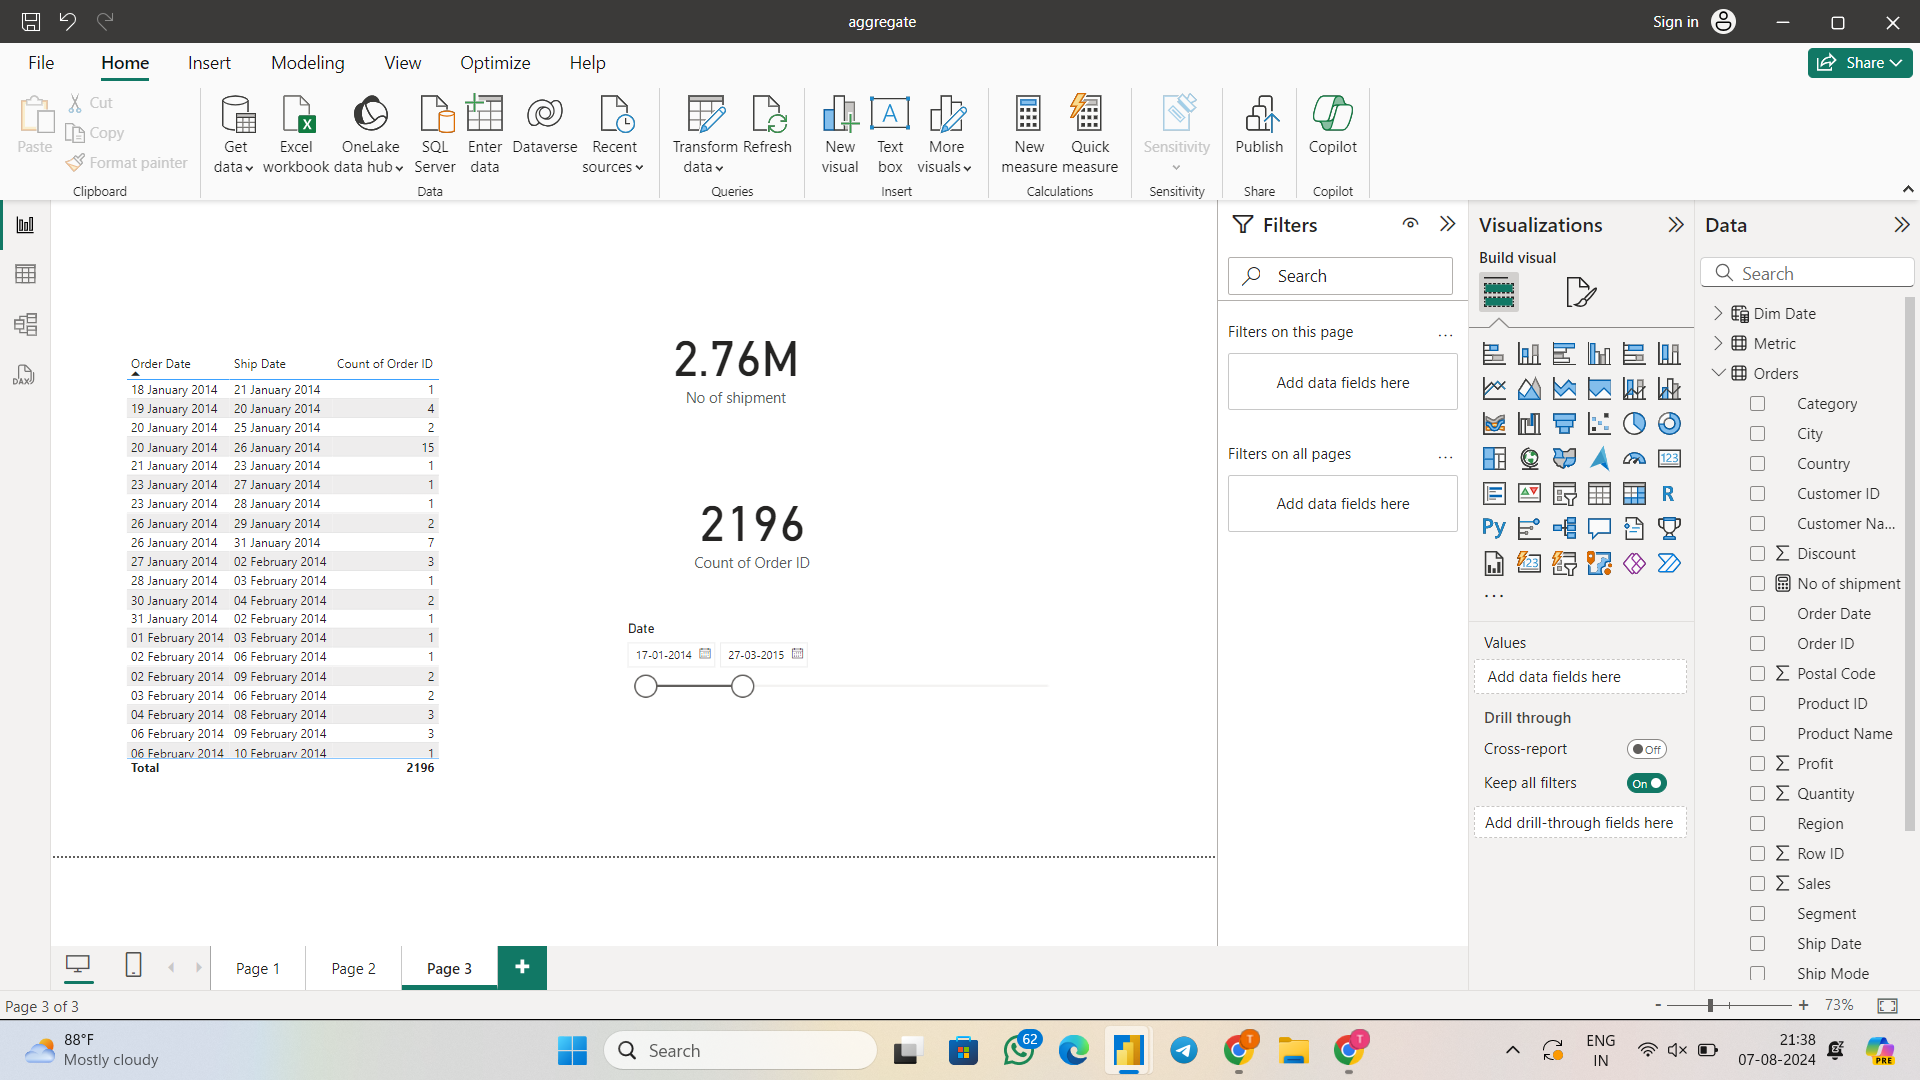 aggregate
Sign in
File Home Insert Modeling View Optimize Help
Share
Paste
Cut
Copy
Format painter
Clipboard
Get data
Excel workbook
OneLake data hub
SQL Server
Enter data
Dataverse
Recent sources
Data
Transform data
Refresh
Queries
New visual
Text box
More visuals
Insert
New measure
Quick measure
Calculations
Sensitivity
Sensitivity
Publish
Share
Copilot
Copilot
Order Date Ship Date Count of Order ID
18 January 2014 21 January 2014 1
19 January 2014 20 January 2014 4
20 January 2014 25 January 2014 2
20 January 2014 26 January 2014 15
21 January 2014 23 January 2014 1
23 January 2014 27 January 2014 1
23 January 2014 28 January 2014 1
26 January 2014 29 January 2014 2
26 January 2014 31 January 2014 7
27 January 2014 02 February 2014 3
28 January 2014 03 February 2014 1
30 January 2014 04 February 2014 2
31 January 2014 02 February 2014 1
01 February 2014 03 February 2014 1
02 February 2014 06 February 2014 1
02 February 2014 09 February 2014 2
03 February 2014 06 February 2014 2
04 February 2014 08 February 2014 3
06 February 2014 09 February 2014 3
06 February 2014 10 February 2014 1
Total 2196
2.76M
No of shipment
2196
Count of Order ID
Date
17-01-2014 27-03-2015
Filters
Search
Filters on this page ...
Add data fields here
Filters on all pages ...
Add data fields here
Visualizations
Build visual
123
R
Py
123
...
Values
Add data fields here
Drill through
Cross-report Off
Keep all filters On
Add drill-through fields here
Data
Search
Dim Date
Metric
Orders
Category
City
Country
Customer ID
Customer Na...
Discount
No of shipment
Order Date
Order ID
Postal Code
Product ID
Product Name
Profit
Quantity
Region
Row ID
Sales
Segment
Ship Date
Ship Mode
Page 1 Page 2 Page 3 +
Page 3 of 3
- + 73%
88°F
Mostly cloudy
Search
62
T
T
ENG
IN
21:38
07-08-2024
PRE